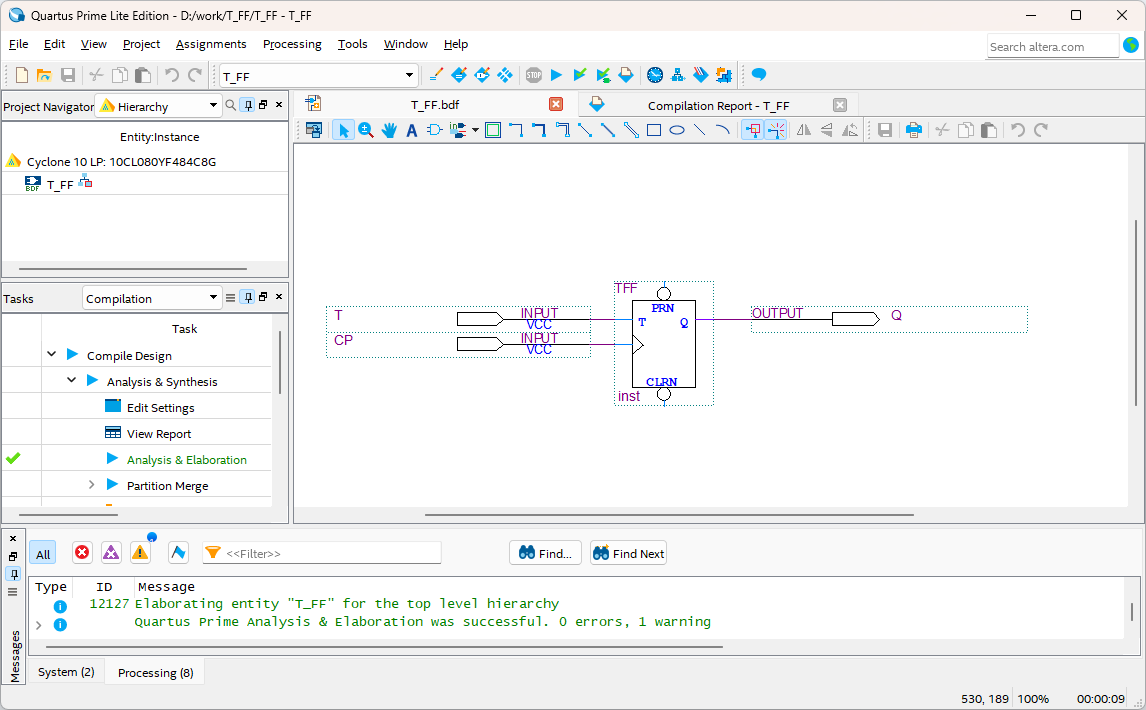 Quartus Prime Lite Edition - D:/work/T_FF/T_FF - T_FF
File Edit View Project Assignments Processing Tools Window Help
Search altera.com
T_FF
STOP
Project Navigator Hierarchy
T_FF.bdf
Compilation Report - T_FF
Entity:Instance
Cyclone 10 LP: 10CL080YF484C8G
BDF T_FF
Tasks Compilation
Task
Compile Design
Analysis & Synthesis
Edit Settings
View Report
Analysis & Elaboration
Partition Merge
TFF
T INPUT VCC
CP INPUT VCC
PRN
T Q
CLRN
inst
OUTPUT Q
All
<<Filter>>
Find...
Find Next
Type ID Message
12127 Elaborating entity "T_FF" for the top level hierarchy
Quartus Prime Analysis & Elaboration was successful. 0 errors, 1 warning
Messages
System (2) Processing (8)
530, 189 100% 00:00:09